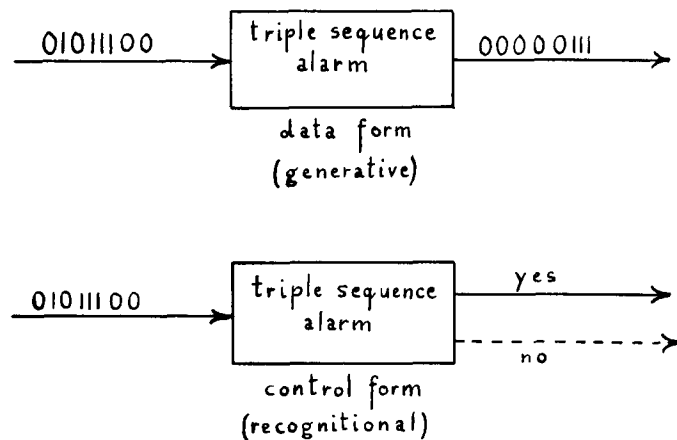 01011100
triple sequence
alarm
00000111
data form
(generative)
01011100
triple sequence
alarm
yes
no
control form
(recognitional)